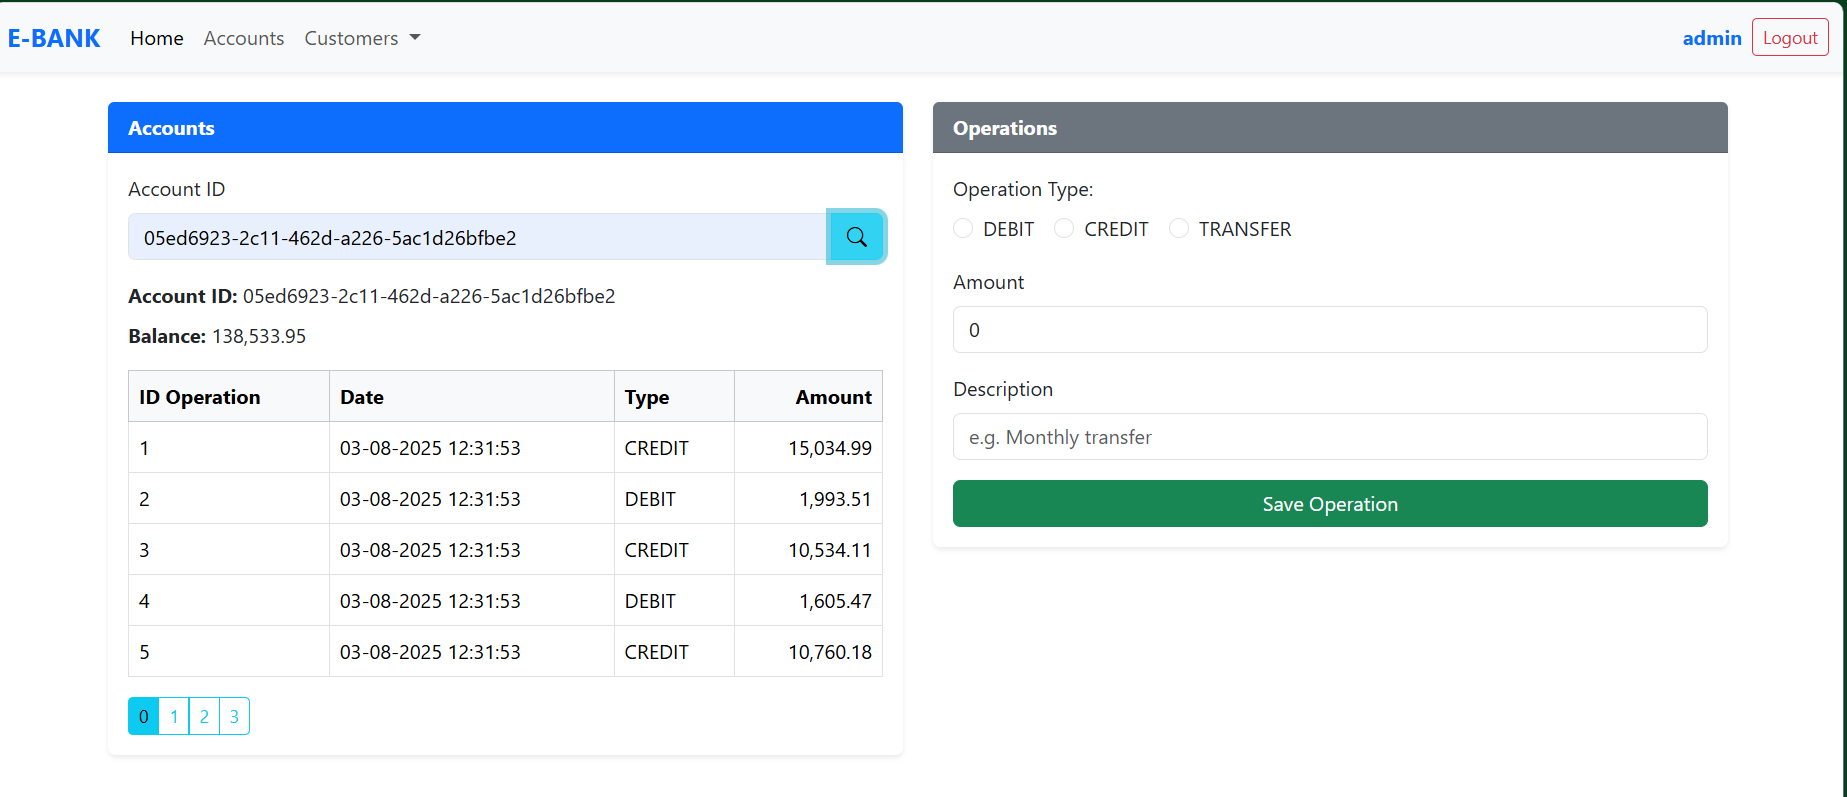 E-BANK Home Accounts Customers admin Logout
Accounts
Account ID
05ed6923-2c11-462d-a226-5ac1d26bfbe2
Account ID: 05ed6923-2c11-462d-a226-5ac1d26bfbe2
Balance: 138,533.95
ID Operation Date Type Amount
1 03-08-2025 12:31:53 CREDIT 15,034.99
2 03-08-2025 12:31:53 DEBIT 1,993.51
3 03-08-2025 12:31:53 CREDIT 10,534.11
4 03-08-2025 12:31:53 DEBIT 1,605.47
5 03-08-2025 12:31:53 CREDIT 10,760.18
0 1 2 3
Operations
Operation Type:
DEBIT CREDIT TRANSFER
Amount
0
Description
e.g. Monthly transfer
Save Operation